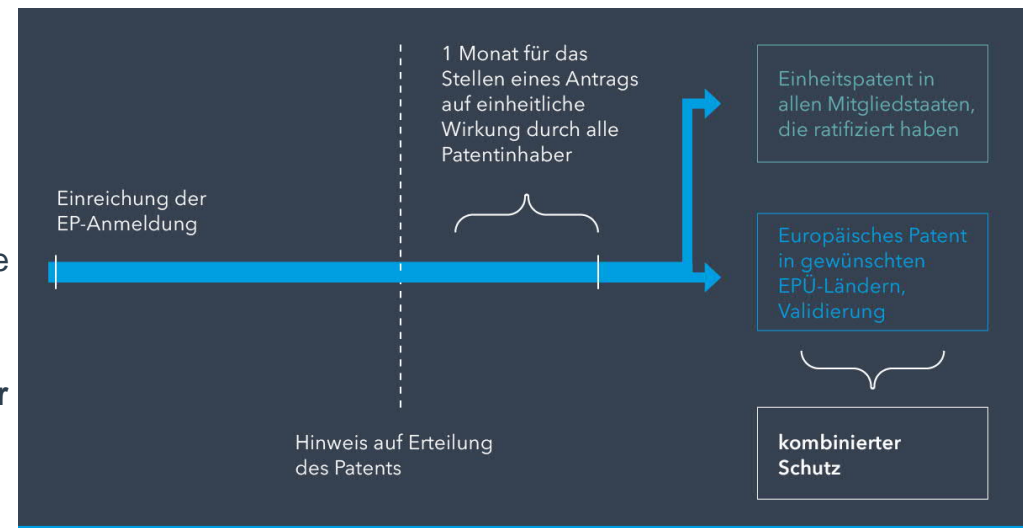 1 Monat für das
Stellen eines Antrags
auf einheitliche
Wirkung durch alle
Patentinhaber
Einheitspatent in
allen Mitgliedstaaten,
die ratifiziert haben
Einreichung der
EP-Anmeldung
Europäisches Patent
in gewünschten
EPÜ-Ländern,
Validierung
e
r
Hinweis auf Erteilung
des Patents
kombinierter
Schutz